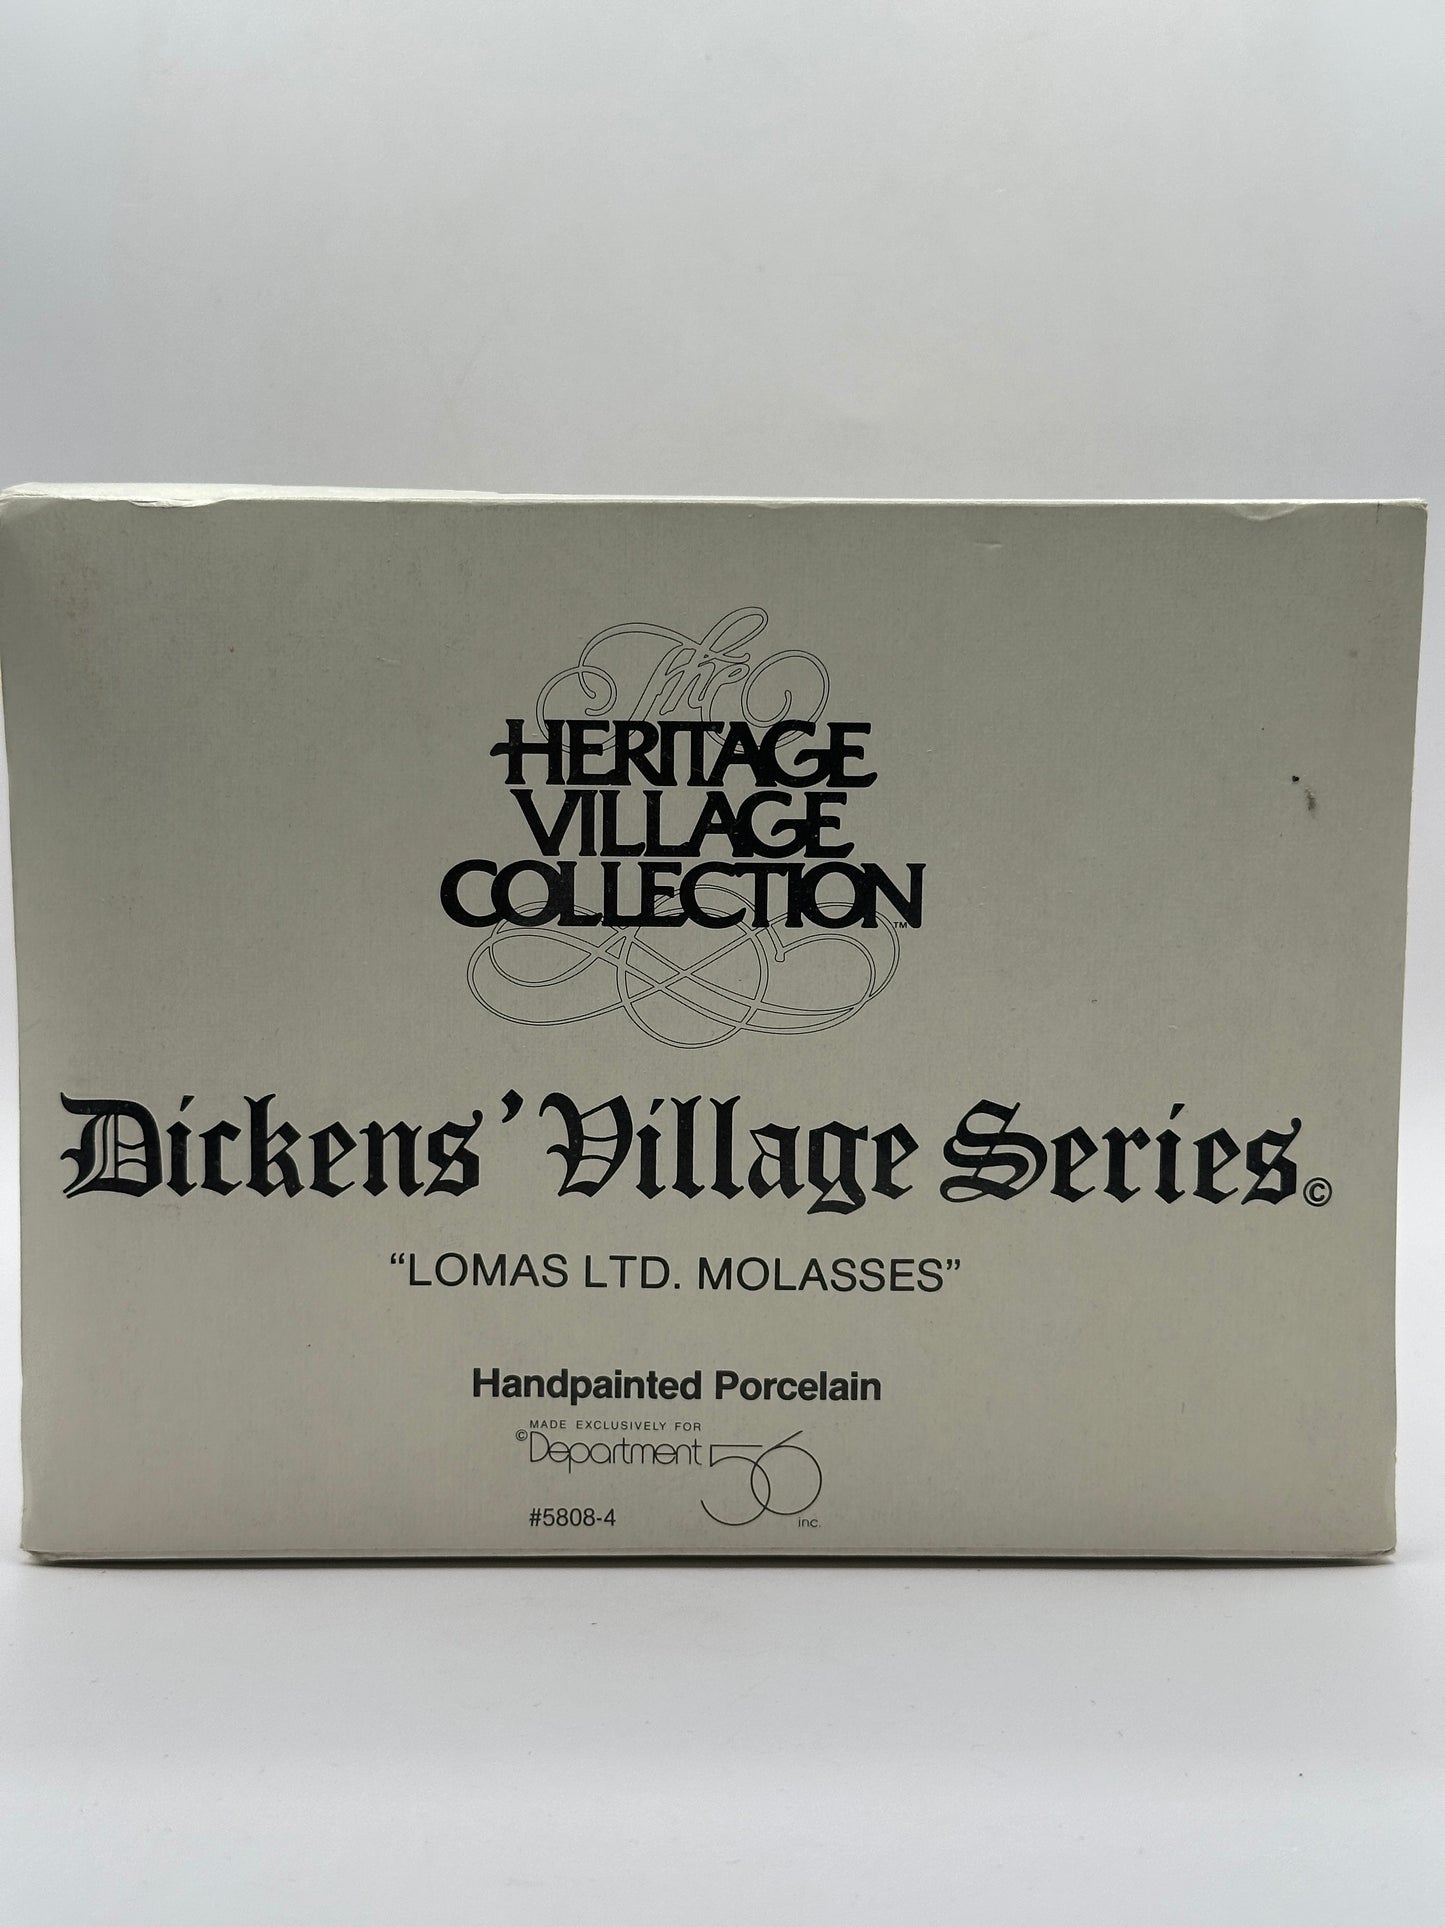 The
HERITAGE
VILLAGE
COLLECTION™
Dickens' Village Series©
“LOMAS LTD. MOLASSES”
Handpainted Porcelain
MADE EXCLUSIVELY FOR
©Department 56
inc.
#5808-4